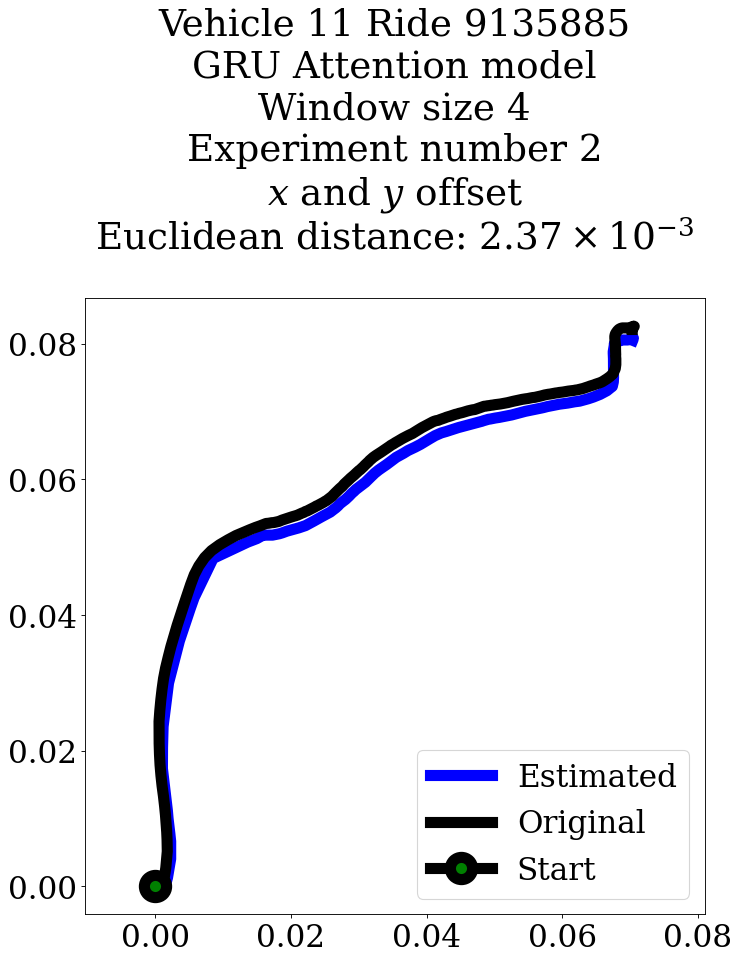 Vehicle 11 Ride 9135885
GRU Attention model
Window size 4
Experiment number 2
x and y offset
Euclidean distance: 2.37 × 10⁻³
0.08
0.06
0.04
0.02
0.00
Estimated
Original
Start
0.00 0.02 0.04 0.06 0.08